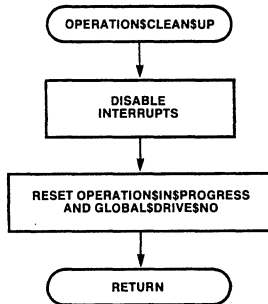 OPERATION$CLEAN$UP
DISABLE
INTERRUPTS
RESET OPERATION$IN$PROGRESS
AND GLOBAL$DRIVE$NO
RETURN